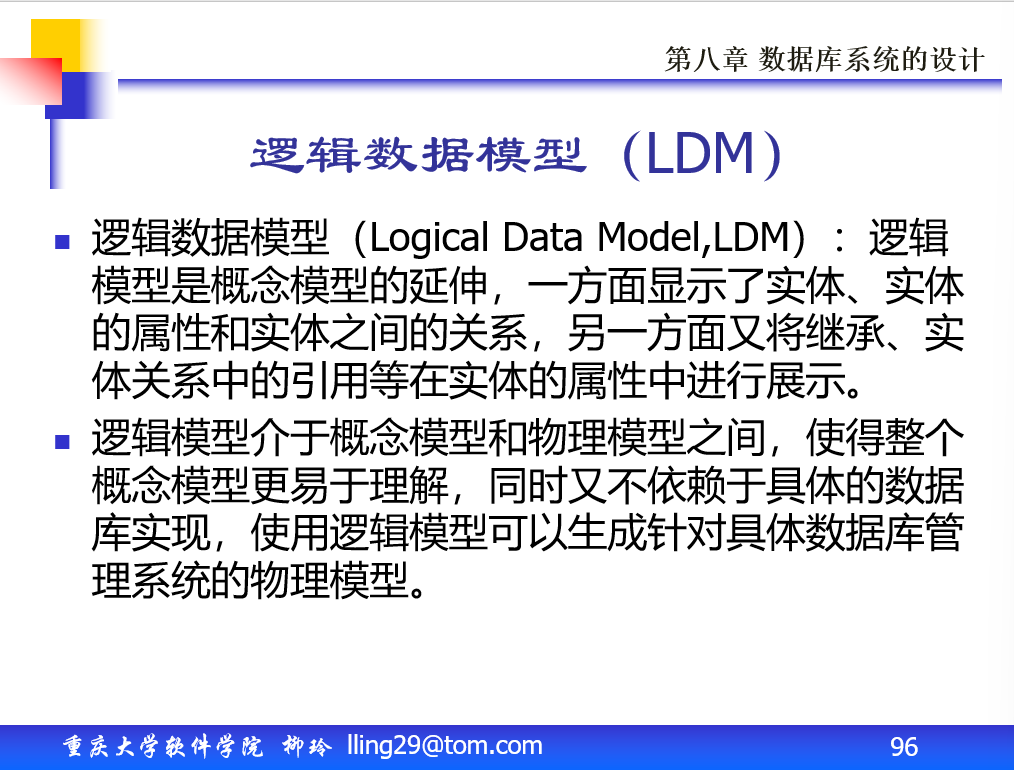 第八章 数据库系统的设计
逻辑数据模型（LDM）
逻辑数据模型（Logical Data Model,LDM）：逻辑
模型是概念模型的延伸，一方面显示了实体、实体
的属性和实体之间的关系，另一方面又将继承、实
体关系中的引用等在实体的属性中进行展示。
逻辑模型介于概念模型和物理模型之间，使得整个
概念模型更易于理解，同时又不依赖于具体的数据
库实现，使用逻辑模型可以生成针对具体数据库管
理系统的物理模型。
重庆大学软件学院 柳玲 lling29@tom.com 96